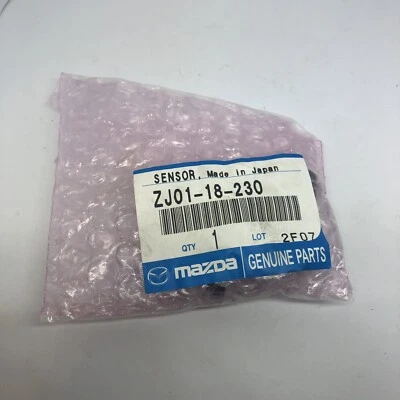 SENSOR, Made in Japan
ZJ01-18-230
QTY 1 LOT 2F07
mazDa GENUINE PARTS